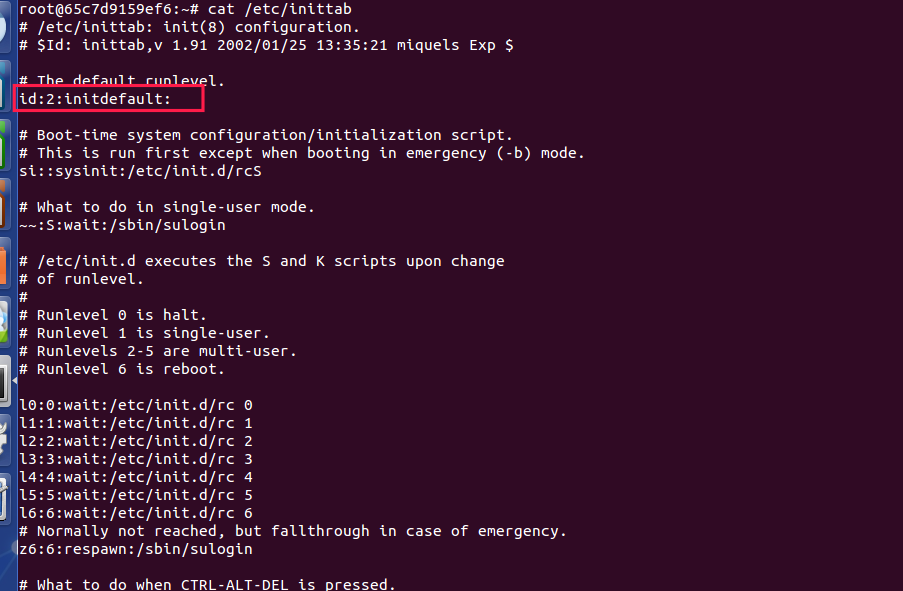 root@65c7d9159ef6:~# cat /etc/inittab
# /etc/inittab: init(8) configuration.
# $Id: inittab,v 1.91 2002/01/25 13:35:21 miquels Exp $
# The default runlevel.
id:2:initdefault:
# Boot-time system configuration/initialization script.
# This is run first except when booting in emergency (-b) mode.
si::sysinit:/etc/init.d/rcS
# What to do in single-user mode.
~~:S:wait:/sbin/sulogin
# /etc/init.d executes the S and K scripts upon change
# of runlevel.
#
# Runlevel 0 is halt.
# Runlevel 1 is single-user.
# Runlevels 2-5 are multi-user.
# Runlevel 6 is reboot.
l0:0:wait:/etc/init.d/rc 0
l1:1:wait:/etc/init.d/rc 1
l2:2:wait:/etc/init.d/rc 2
l3:3:wait:/etc/init.d/rc 3
l4:4:wait:/etc/init.d/rc 4
l5:5:wait:/etc/init.d/rc 5
l6:6:wait:/etc/init.d/rc 6
# Normally not reached, but fallthrough in case of emergency.
z6:6:respawn:/sbin/sulogin
# What to do when CTRL-ALT-DEL is pressed.